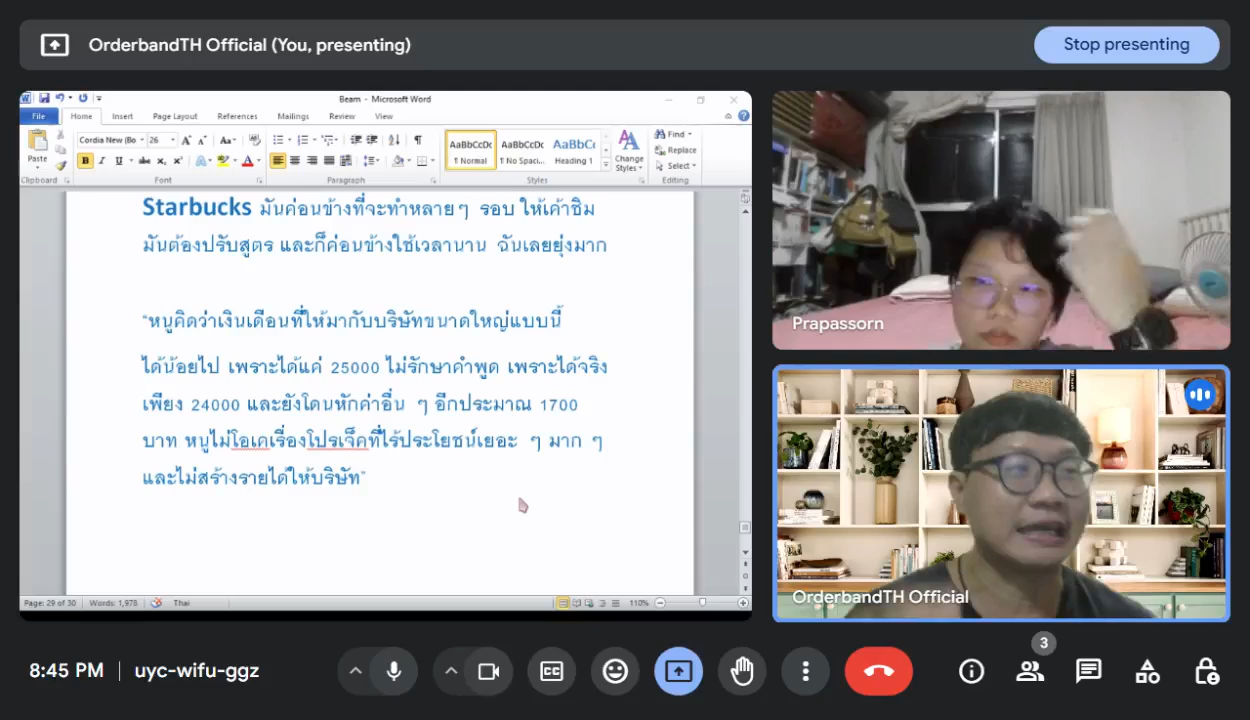 OrderbandTH Official (You, presenting)
Stop presenting
Beam - Microsoft Word
File Home Insert Page Layout References Mailings Review View
Paste
Cordia New (Bo 26
AaBbCcDc AaBbCcDc AaBbCc
¶ Normal ¶ No Spaci... Heading 1
Change Styles
Find
Replace
Select
Clipboard Font Paragraph Styles Editing
Starbucks มันค่อนข้างที่จะทำหลายๆ รอบ ให้เค้าชิม
มันต้องปรับสูตร และก็ค่อนข้างใช้เวลานาน ฉันเลยยุ่งมาก
"หนูคิดว่าเงินเดือนที่ให้มากับบริษัทขนาดใหญ่แบบนี้
ได้น้อยไป เพราะได้แค่ 25000 ไม่รักษาคำพูด เพราะได้จริง
เพียง 24000 และยังโดนหักค่าอื่น ๆ อีกประมาณ 1700
บาท หนูไม่โอเคเรื่องโปรเจ็คที่ไร้ประโยชน์เยอะ ๆ มาก ๆ
และไม่สร้างรายได้ให้บริษัท"
Page: 29 of 30 Words: 1,978 Thai 110%
Prapassorn
OrderbandTH Official
8:45 PM uyc-wifu-ggz
3